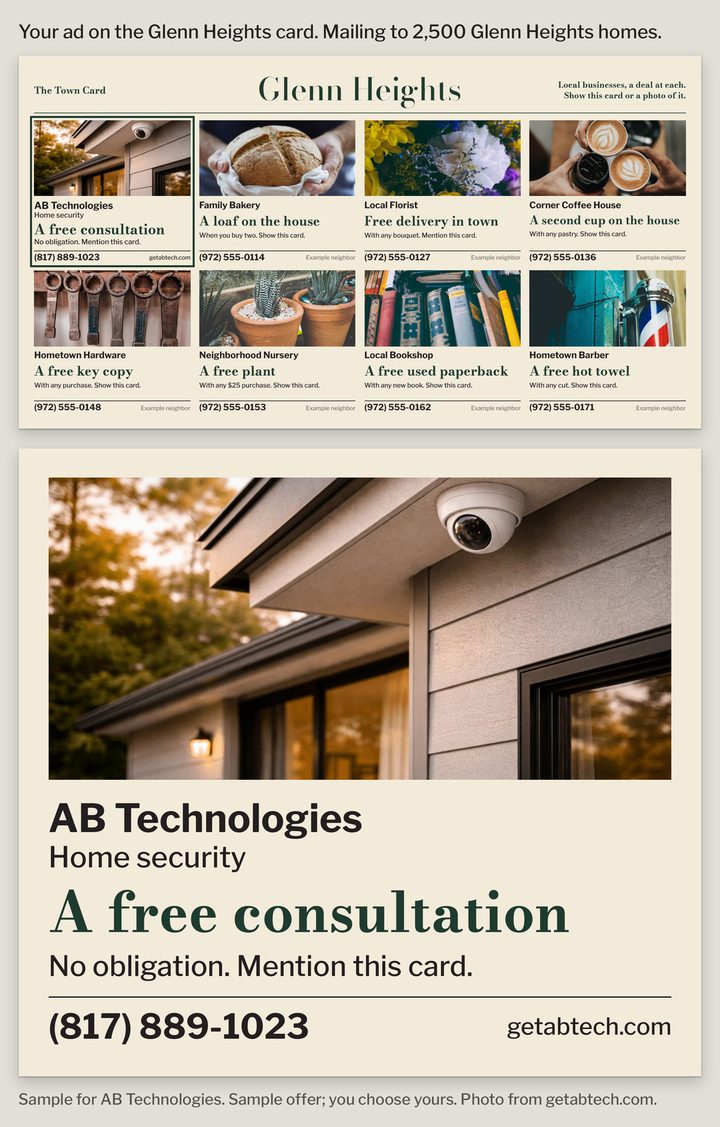 Your ad on the Glenn Heights card. Mailing to 2,500 Glenn Heights homes.
The Town Card
Glenn Heights
Local businesses, a deal at each.
Show this card or a photo of it.
AB Technologies
Home security
A free consultation
No obligation. Mention this card.
(817) 889-1023
getabtech.com
Family Bakery
A loaf on the house
When you buy two. Show this card.
(972) 555-0114
Example neighbor
Local Florist
Free delivery in town
With any bouquet. Mention this card.
(972) 555-0127
Example neighbor
Corner Coffee House
A second cup on the house
With any pastry. Show this card.
(972) 555-0136
Example neighbor
Hometown Hardware
A free key copy
With any purchase. Show this card.
(972) 555-0148
Example neighbor
Neighborhood Nursery
A free plant
With any $25 purchase. Show this card.
(972) 555-0153
Example neighbor
Local Bookshop
A free used paperback
With any new book. Show this card.
(972) 555-0162
Example neighbor
Hometown Barber
A free hot towel
With any cut. Show this card.
(972) 555-0171
Example neighbor
AB Technologies
Home security
A free consultation
No obligation. Mention this card.
(817) 889-1023
getabtech.com
Sample for AB Technologies. Sample offer; you choose yours. Photo from getabtech.com.